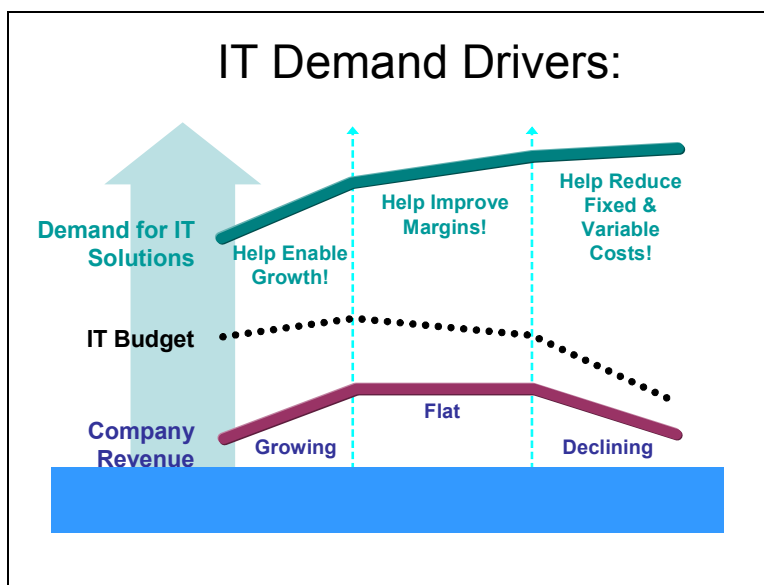 IT Demand Drivers:
Demand for IT
Solutions
Help Enable
Growth!
Help Improve
Margins!
Help Reduce
Fixed &
Variable
Costs!
IT Budget
Company
Revenue
Growing
Flat
Declining